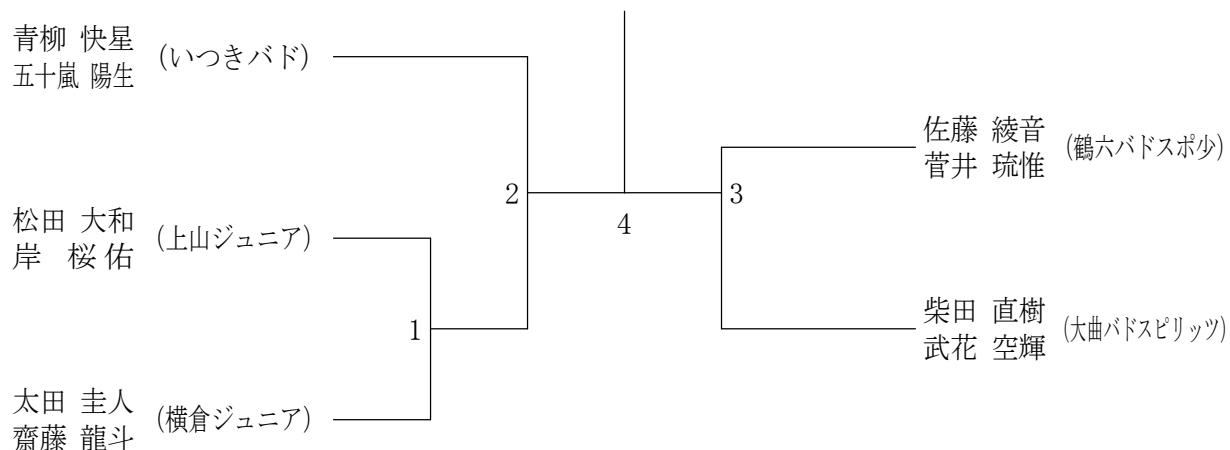 青柳 快星
五十嵐 陽生
(いつきバド)
松田 大和
岸 桜佑
(上山ジュニア)
太田 圭人
齋藤 龍斗
(横倉ジュニア)
1
2
4
3
佐藤 綾音
菅井 琉惟
(鶴六バドスポ少)
柴田 直樹
武花 空輝
(大曲バドスピリッツ)